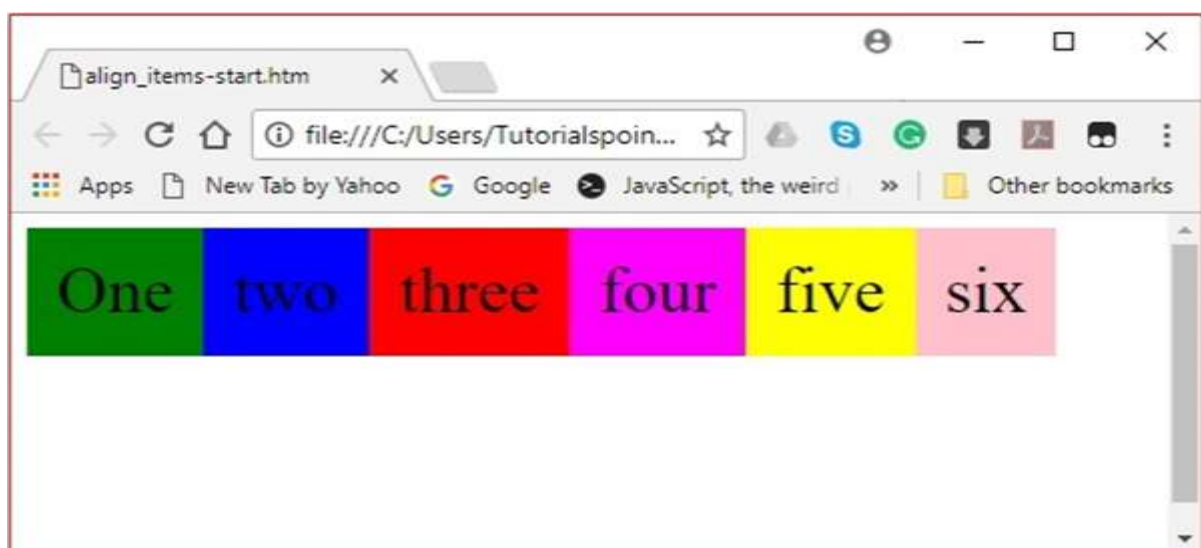 align_items-start.htm
file:///C:/Users/Tutorialspoin...
Apps New Tab by Yahoo Google JavaScript, the weird » Other bookmarks
One two three four five six